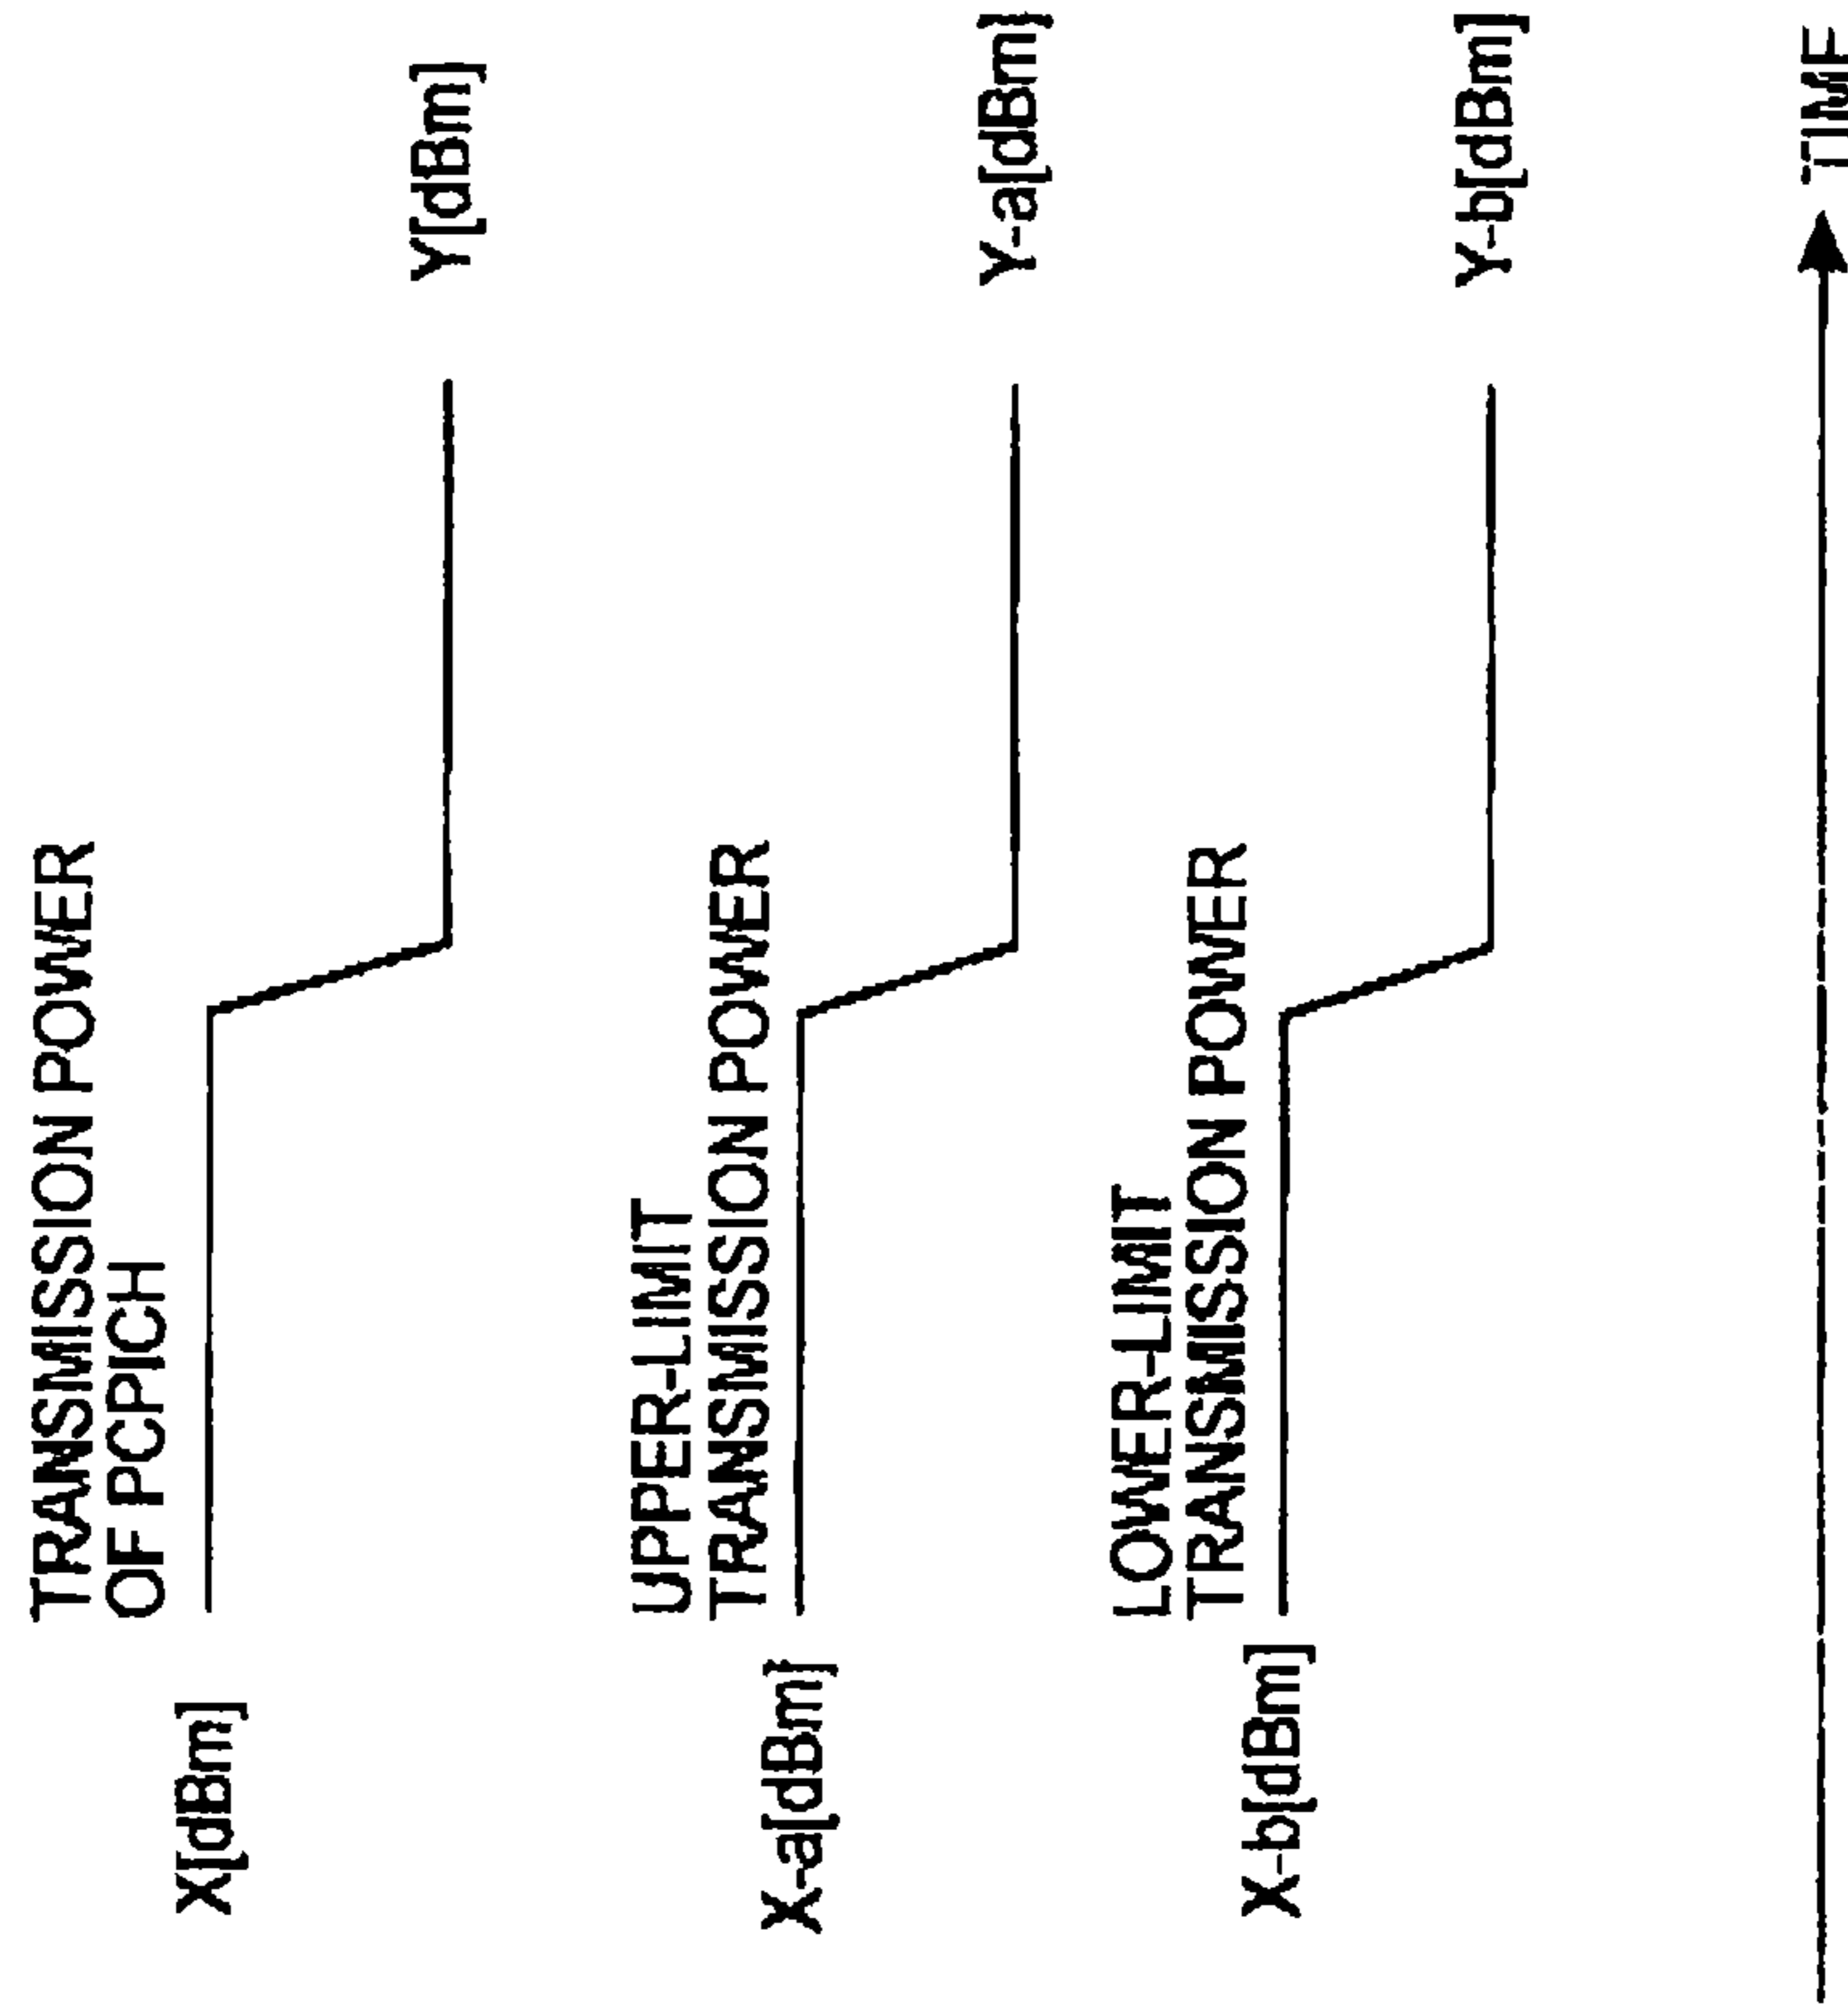 TRANSMISSION POWER
OF PCPICH
X[dBm]
Y[dBm]
UPPER-LIMIT
TRANSMISSION POWER
X-a[dBm]
Y-a[dBm]
LOWER-LIMIT
TRANSMISSION POWER
X-b[dBm]
Y-b[dBm]
TIME